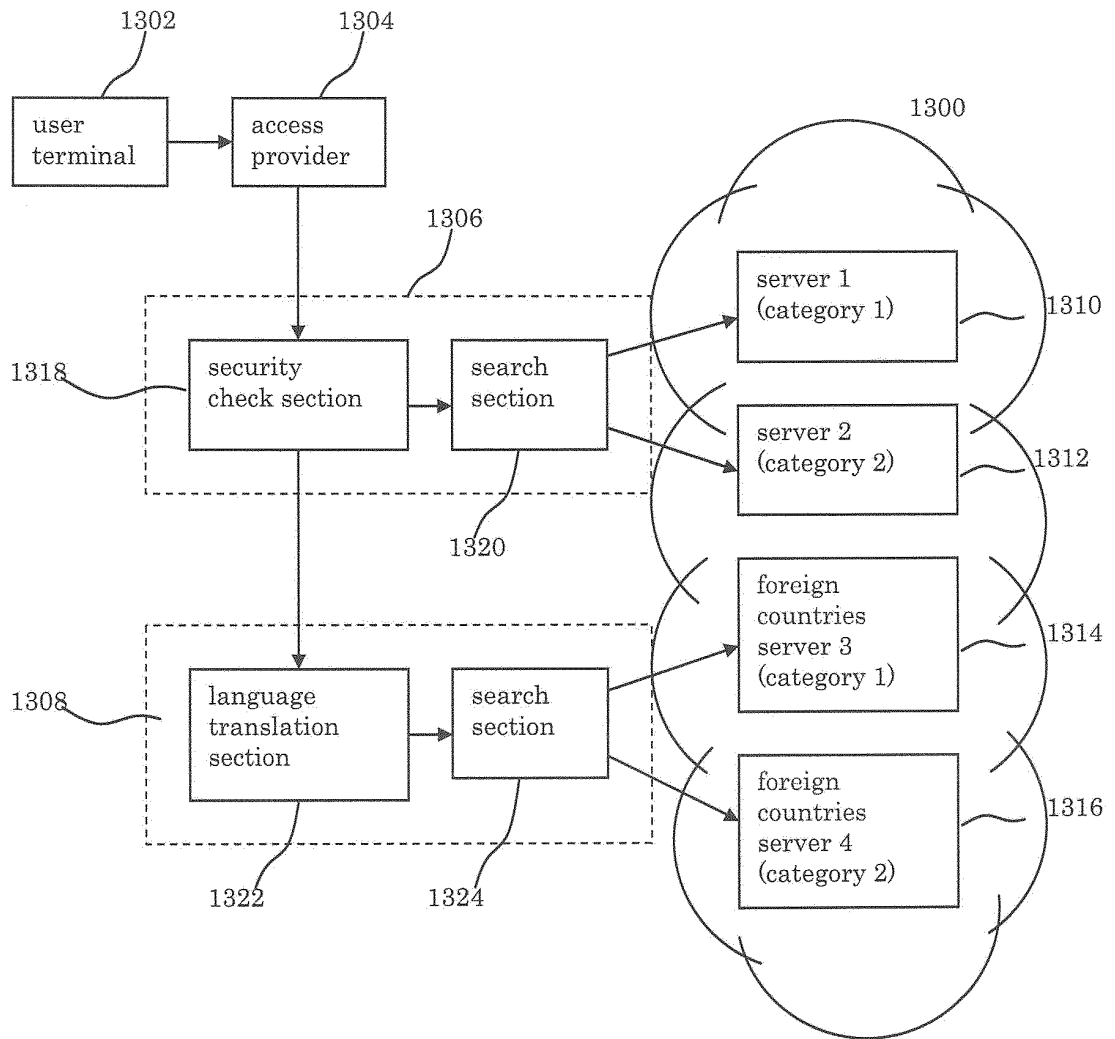 1302
1304
user
terminal
access
provider
1300
1306
server 1
(category 1)
1310
1318
security
check section
search
section
server 2
(category 2)
1312
1320
foreign
countries
server 3
(category 1)
1314
1308
language
translation
section
search
section
foreign
countries
server 4
(category 2)
1316
1322
1324